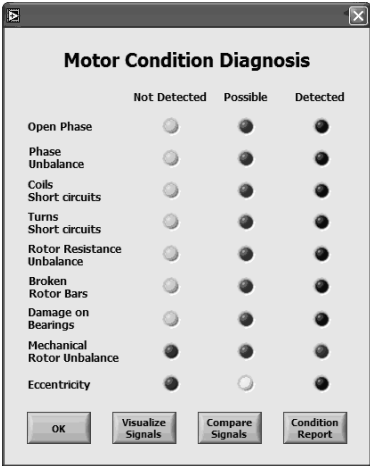 Motor Condition Diagnosis
Not Detected Possible Detected
Open Phase
Phase
Unbalance
Coils
Short circuits
Turns
Short circuits
Rotor Resistance
Unbalance
Broken
Rotor Bars
Damage on
Bearings
Mechanical
Rotor Unbalance
Eccentricity
OK
Visualize
Signals
Compare
Signals
Condition
Report